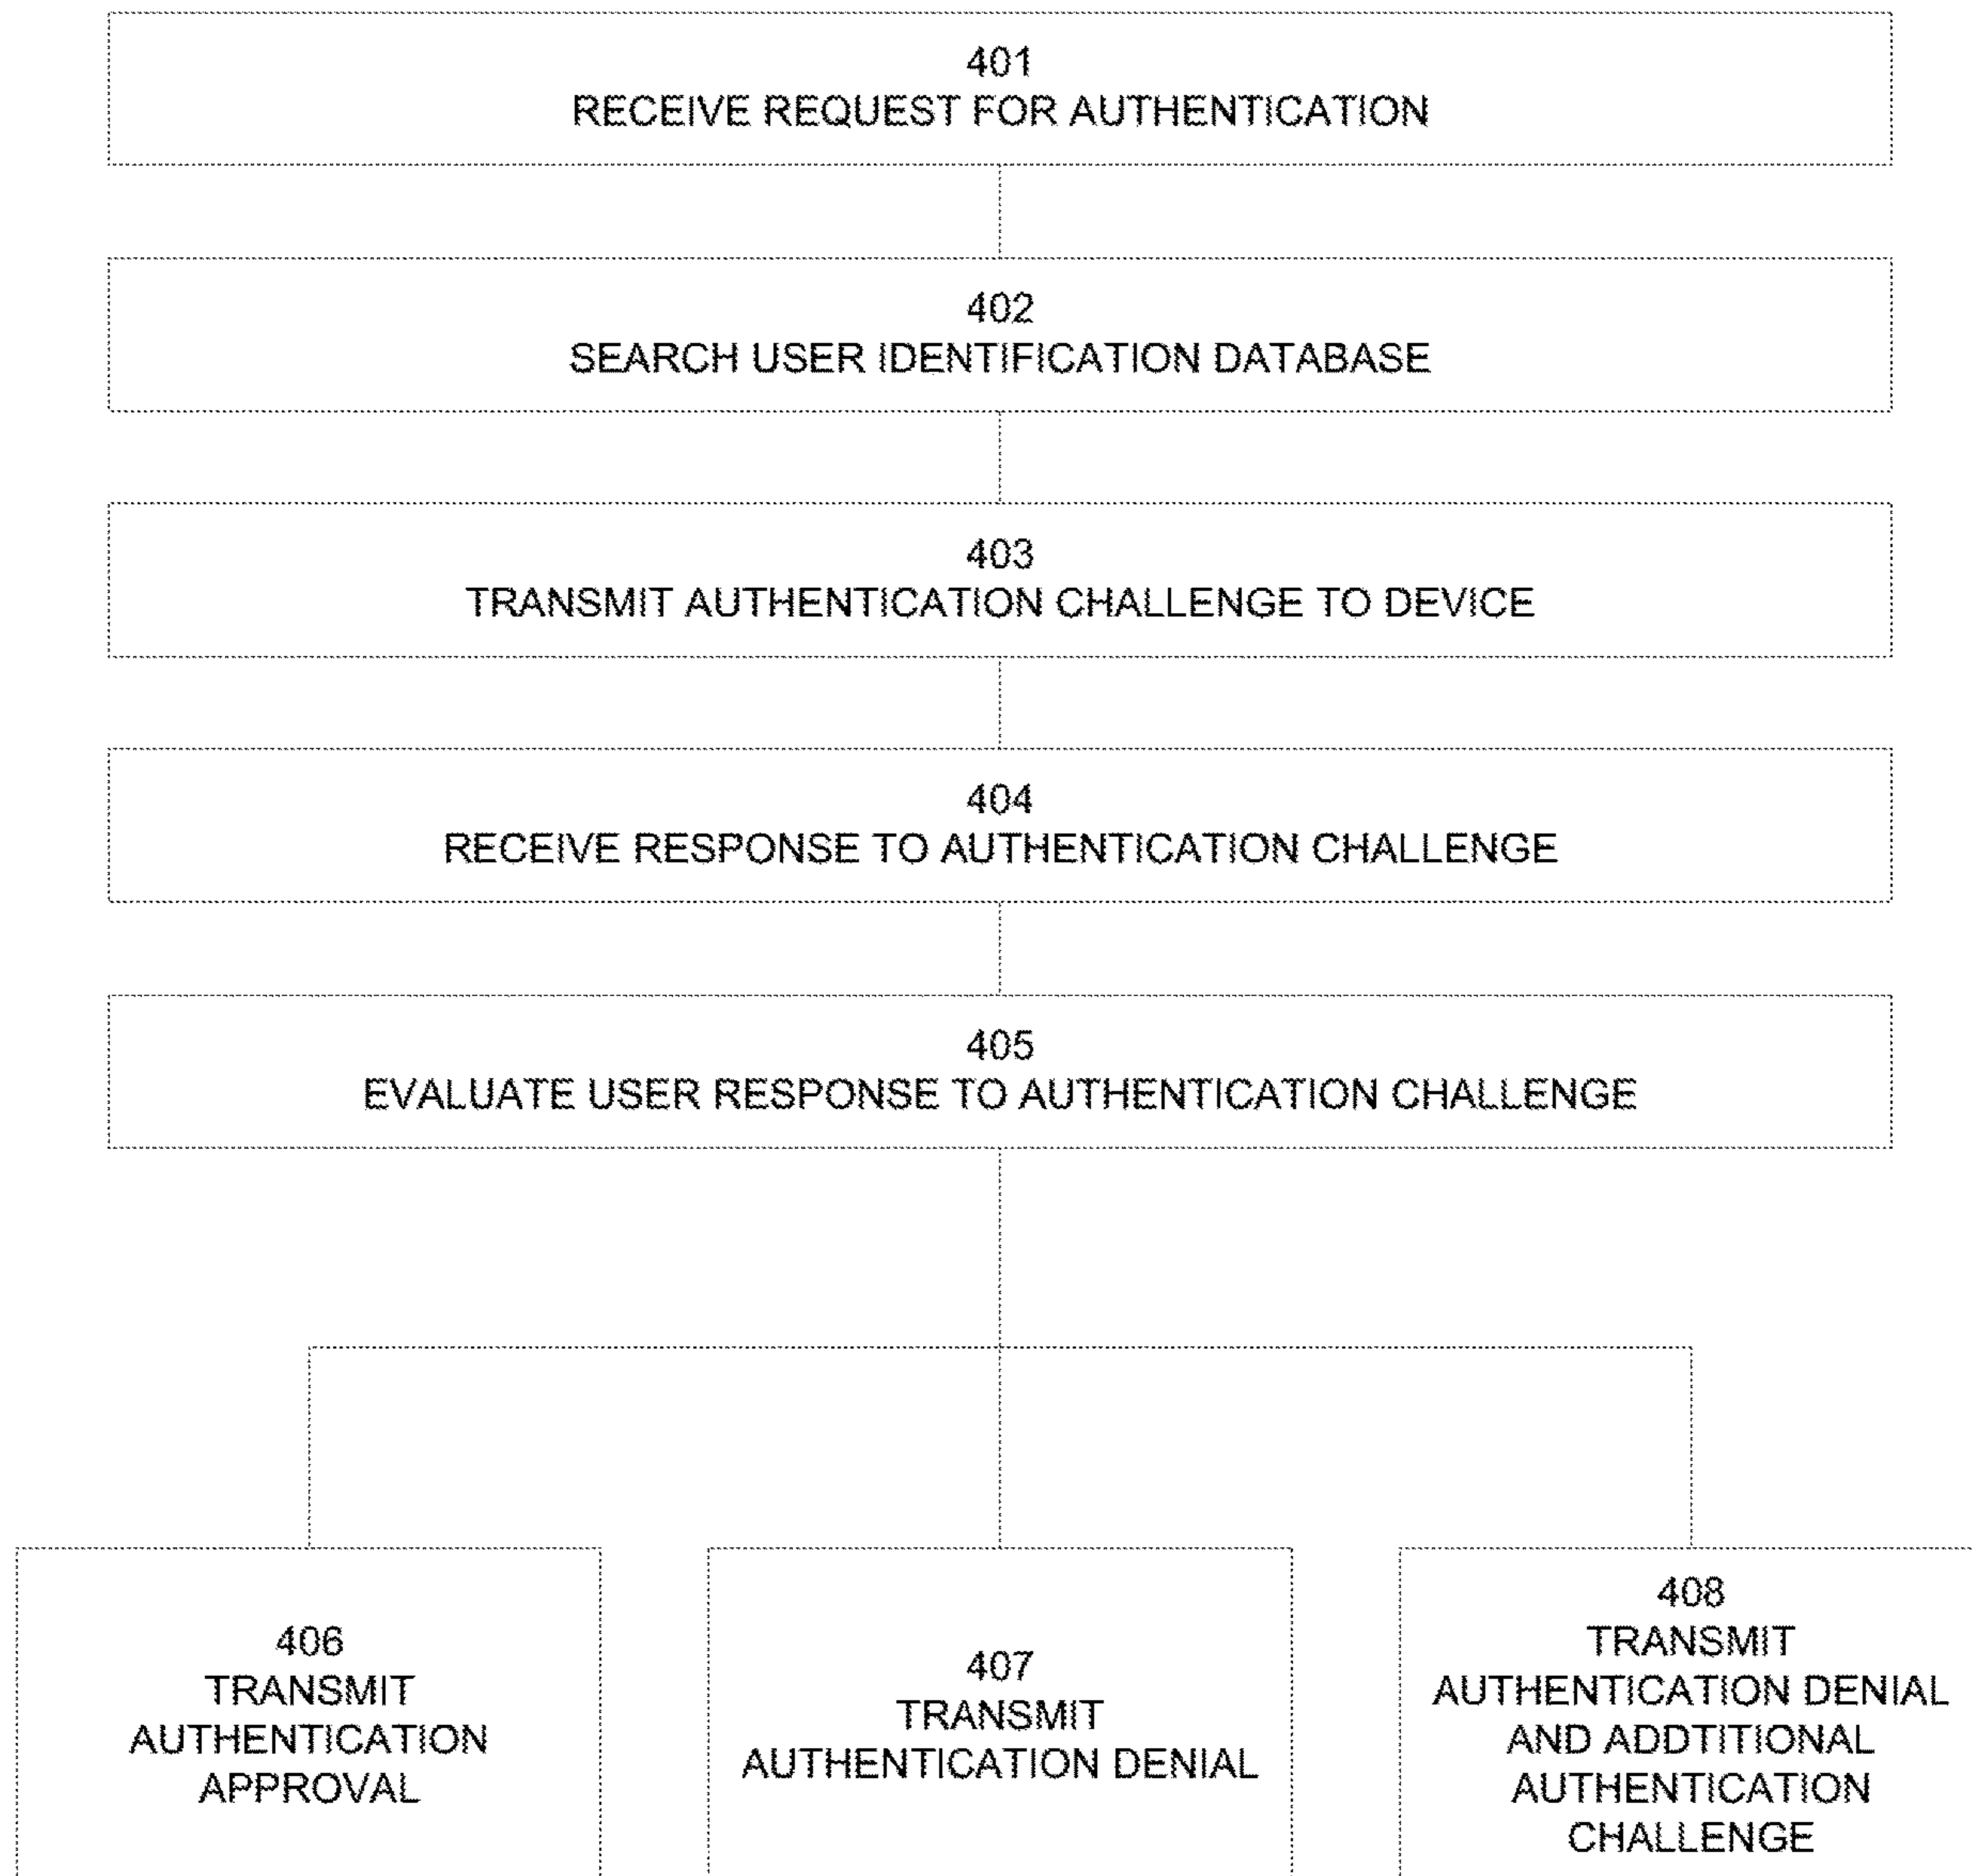 401
RECEIVE REQUEST FOR AUTHENTICATION
402
SEARCH USER IDENTIFICATION DATABASE
403
TRANSMIT AUTHENTICATION CHALLENGE TO DEVICE
404
RECEIVE RESPONSE TO AUTHENTICATION CHALLENGE
405
EVALUATE USER RESPONSE TO AUTHENTICATION CHALLENGE
406
TRANSMIT
AUTHENTICATION
APPROVAL
407
TRANSMIT
AUTHENTICATION DENIAL
408
TRANSMIT
AUTHENTICATION DENIAL
AND ADDTITIONAL
AUTHENTICATION
CHALLENGE